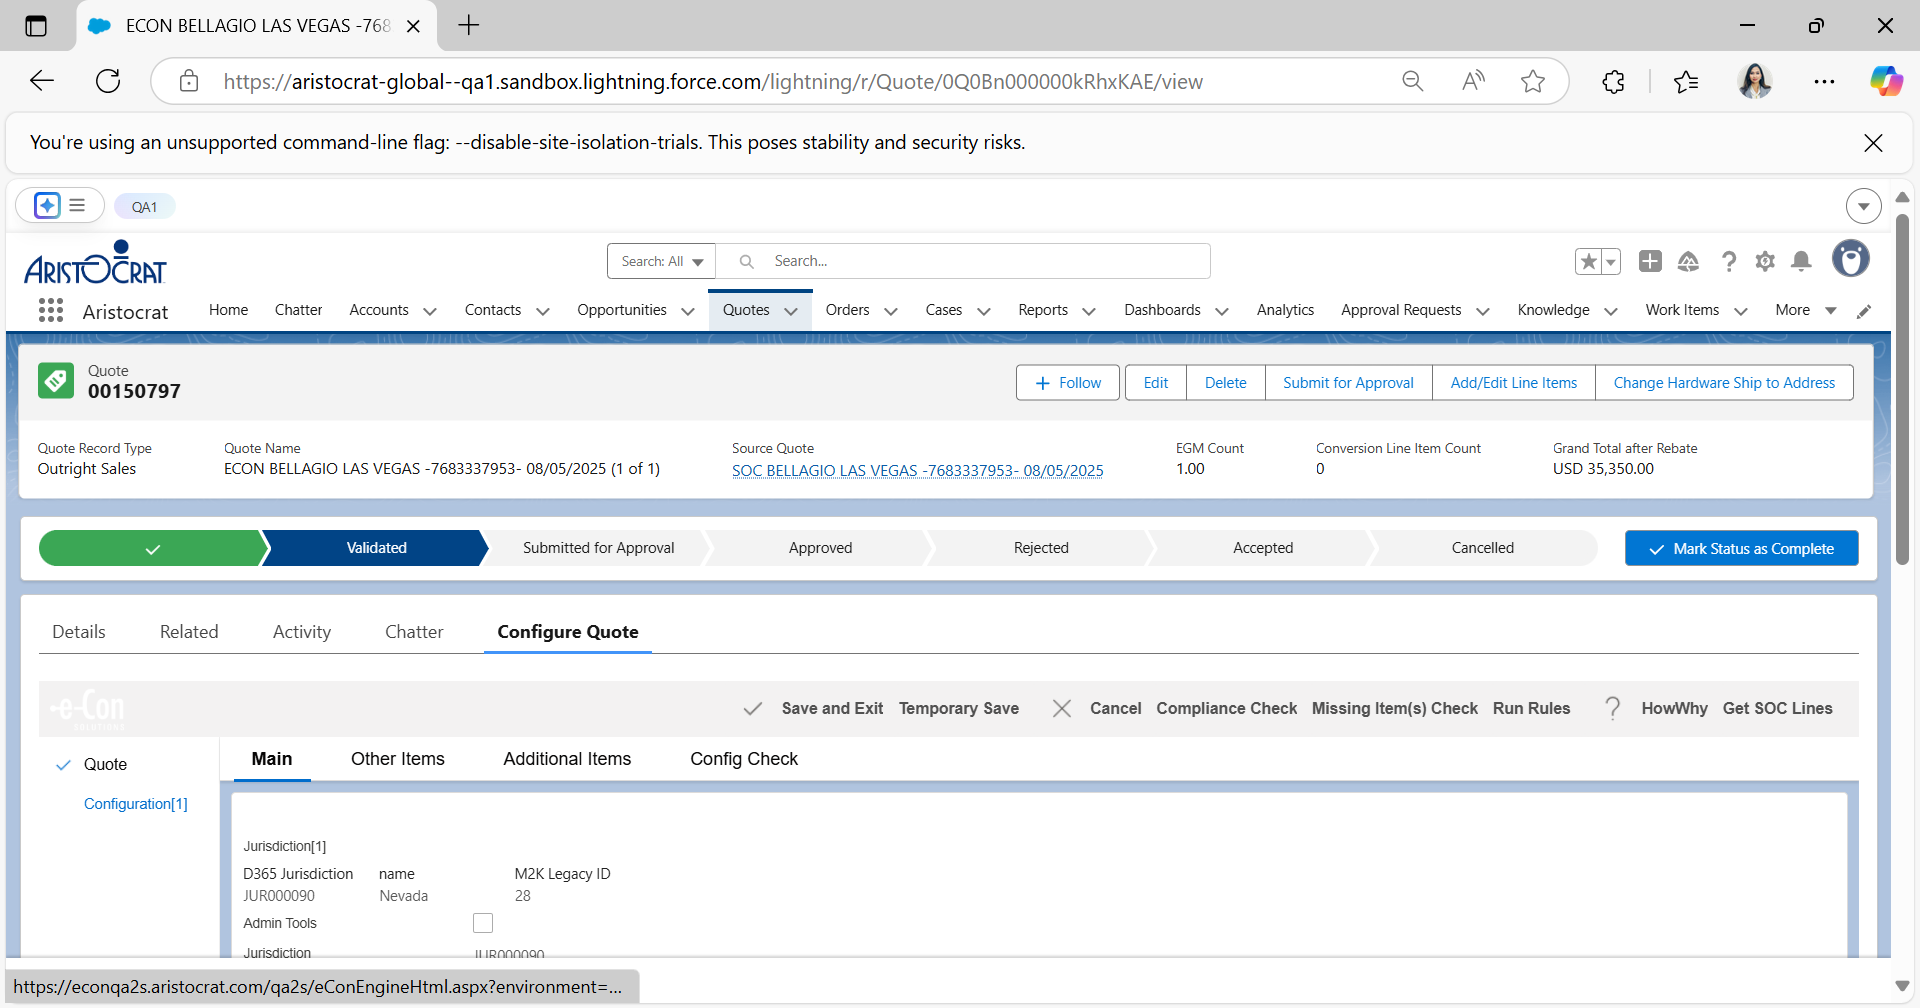 ECON BELLAGIO LAS VEGAS -768
https://aristocrat-global--qa1.sandbox.lightning.force.com/lightning/r/Quote/0Q0Bn000000kRhxKAE/view
You're using an unsupported command-line flag: --disable-site-isolation-trials. This poses stability and security risks.
QA1
ARISTOCRAT
Search: All
Search...
Aristocrat
Home Chatter Accounts Contacts Opportunities Quotes Orders Cases Reports Dashboards Analytics Approval Requests Knowledge Work Items More
Quote
00150797
Follow Edit Delete Submit for Approval Add/Edit Line Items Change Hardware Ship to Address
Quote Record Type Quote Name Source Quote EGM Count Conversion Line Item Count Grand Total after Rebate
Outright Sales ECON BELLAGIO LAS VEGAS -7683337953- 08/05/2025 (1 of 1) SOC BELLAGIO LAS VEGAS -7683337953- 08/05/2025 1.00 0 USD 35,350.00
Validated Submitted for Approval Approved Rejected Accepted Cancelled Mark Status as Complete
Details Related Activity Chatter Configure Quote
e-Con
SOLUTIONS
Save and Exit Temporary Save Cancel Compliance Check Missing Item(s) Check Run Rules HowWhy Get SOC Lines
Quote
Configuration[1]
Main Other Items Additional Items Config Check
Jurisdiction[1]
D365 Jurisdiction name M2K Legacy ID
JUR000090 Nevada 28
Admin Tools
Jurisdiction JUR000090
https://econqa2s.aristocrat.com/qa2s/eConEngineHtml.aspx?environment=...